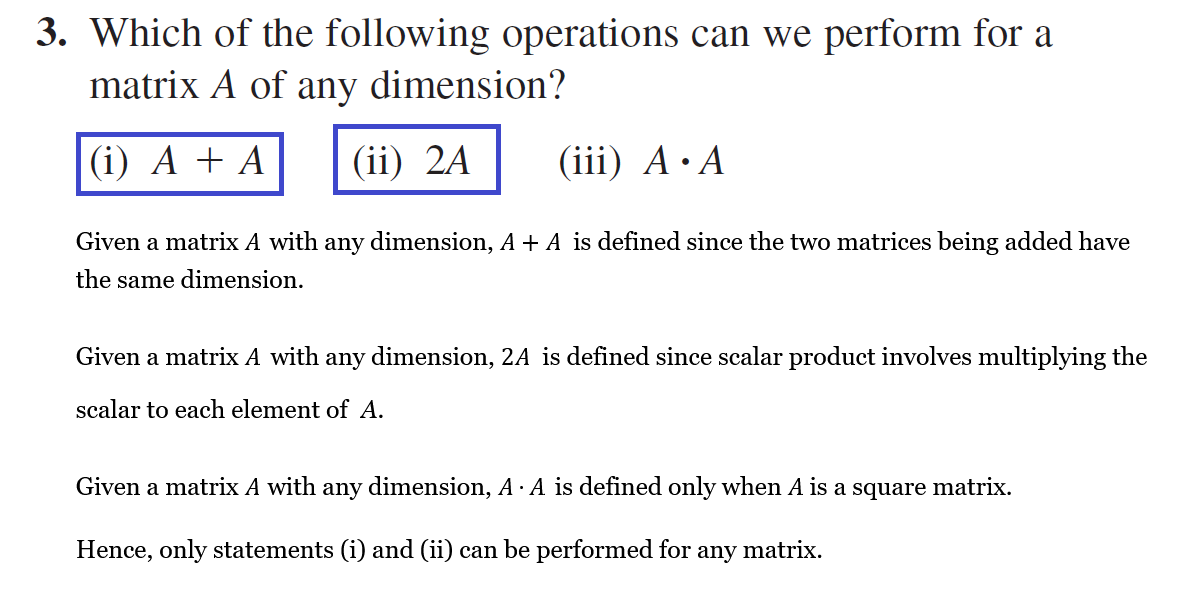 3. Which of the following operations can we perform for a
matrix A of any dimension?
(i) A + A (ii) 2A (iii) A · A
Given a matrix A with any dimension, A + A is defined since the two matrices being added have
the same dimension.
Given a matrix A with any dimension, 2A is defined since scalar product involves multiplying the
scalar to each element of A.
Given a matrix A with any dimension, A · A is defined only when A is a square matrix.
Hence, only statements (i) and (ii) can be performed for any matrix.